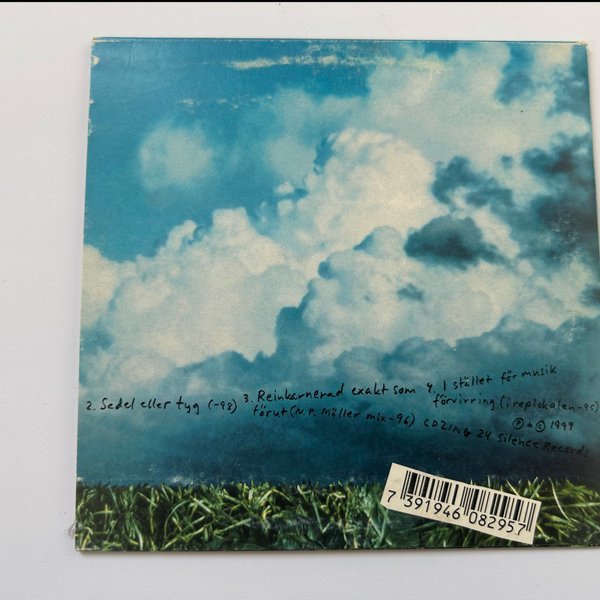 2. Sedel eller tyg (-98)
3. Reinkarnerad exakt som
förut (N.P. Möller mix-96)
4. I stället för musik
förvirring (i replokalen-95)
℗ + © 1999
CDZING 24 Silence Records
7 391946 082957